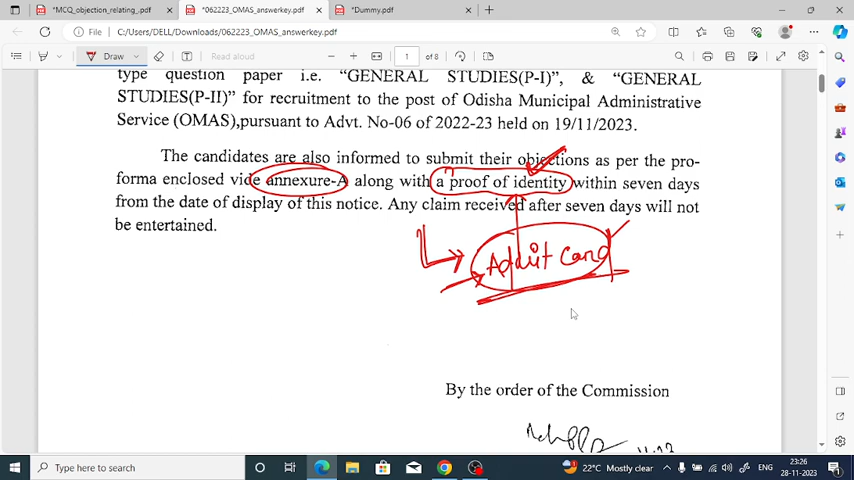 *MCQ_objection_relating_.pdf
*062223_OMAS_answerkey.pdf
*Dummy.pdf
File
C:/Users/DELL/Downloads/062223_OMAS_answerkey.pdf
Draw
Read aloud
1
of 8
type question paper i.e. “GENERAL STUDIES(P-I)”, & “GENERAL
STUDIES(P-II)” for recruitment to the post of Odisha Municipal Administrative
Service (OMAS),pursuant to Advt. No-06 of 2022-23 held on 19/11/2023.
The candidates are also informed to submit their objections as per the pro-
forma enclosed vide annexure-A along with a proof of identity within seven days
from the date of display of this notice. Any claim received after seven days will not
be entertained.
Admit Card
By the order of the Commission
Type here to search
22°C Mostly clear
ENG
23:26
28-11-2023